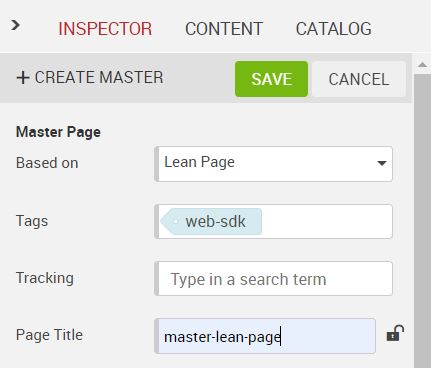 INSPECTOR CONTENT CATALOG
+ CREATE MASTER SAVE CANCEL
Master Page
Based on Lean Page
Tags web-sdk
Tracking Type in a search term
Page Title master-lean-page